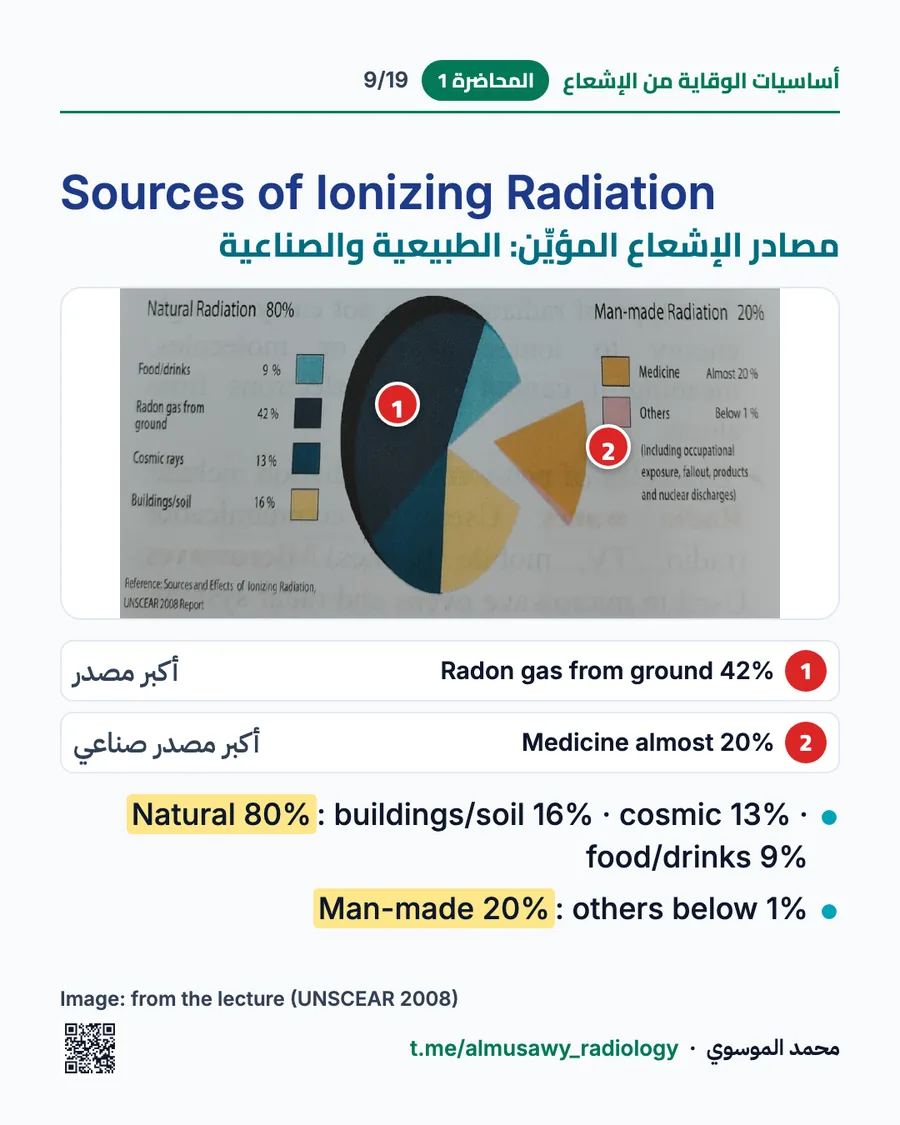 أساسيات الوقاية من الإشعاع المحاضرة 1 9/19
Sources of Ionizing Radiation
مصادر الإشعاع المؤيِّن: الطبيعية والصناعية
Natural Radiation 80%
Food/drinks 9 %
Radon gas from
ground 42 %
Cosmic rays 13 %
Buildings/soil 16 %
Reference: Sources and Effects of Ionizing Radiation,
UNSCEAR 2008 Report
1
Man-made Radiation 20%
Medicine Almost 20 %
Others Below 1 %
2
(including occupational
exposure, fallout, products
and nuclear discharges)
1 Radon gas from ground 42% أكبر مصدر
2 Medicine almost 20% أكبر مصدر صناعي
Natural 80%: buildings/soil 16% · cosmic 13% ·
food/drinks 9%
Man-made 20%: others below 1%
Image: from the lecture (UNSCEAR 2008)
محمد الموسوي · t.me/almusawy_radiology